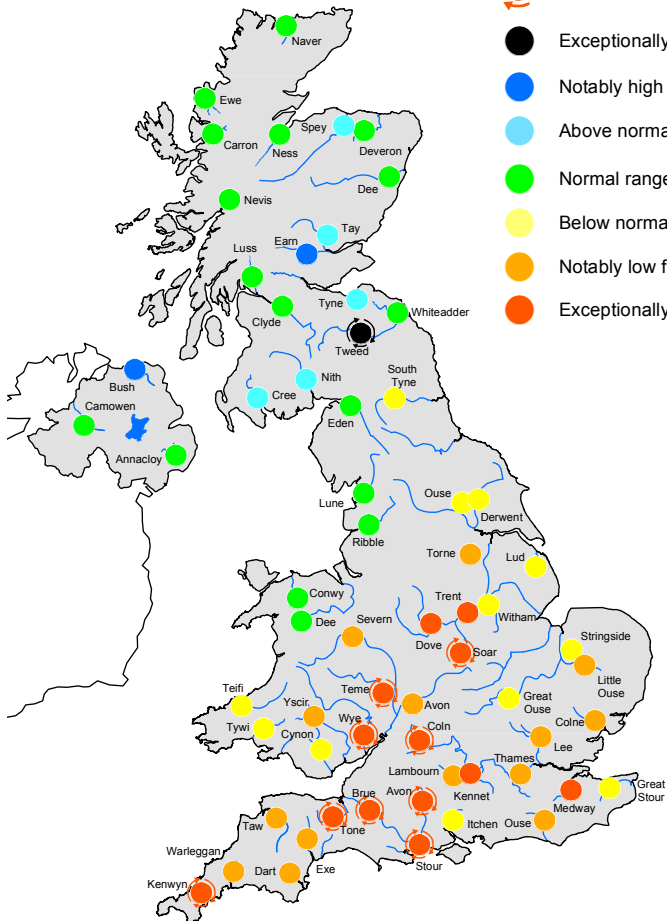 Naver
Exceptionally
Ewe
Notably high
Spey
Above norma
Carron
Ness
Deveron
Normal range
Dee
Nevis
Below norma
Tay
Earn
Luss
Notably low f
Tyne
Exceptionally
Whiteadder
Clyde
Tweed
South
Tyne
Nith
Bush
Cree
Camowen
Eden
Annacloy
Lune
Ouse
Derwent
Ribble
Torne
Lud
Conwy
Trent
Severn
Witham
Dee
Dove
Soar
Stringside
Little
Ouse
Teifi
Teme
Yscir
Avon
Great
Ouse
Tywi
Wye
Coln
Colne
Cynon
Lee
Thames
Lambourn
Kennet
Great
Stour
Brue
Avon
Medway
Taw
Tone
Itchen
Ouse
Warleggan
Stour
Dart
Exe
Kenwyn